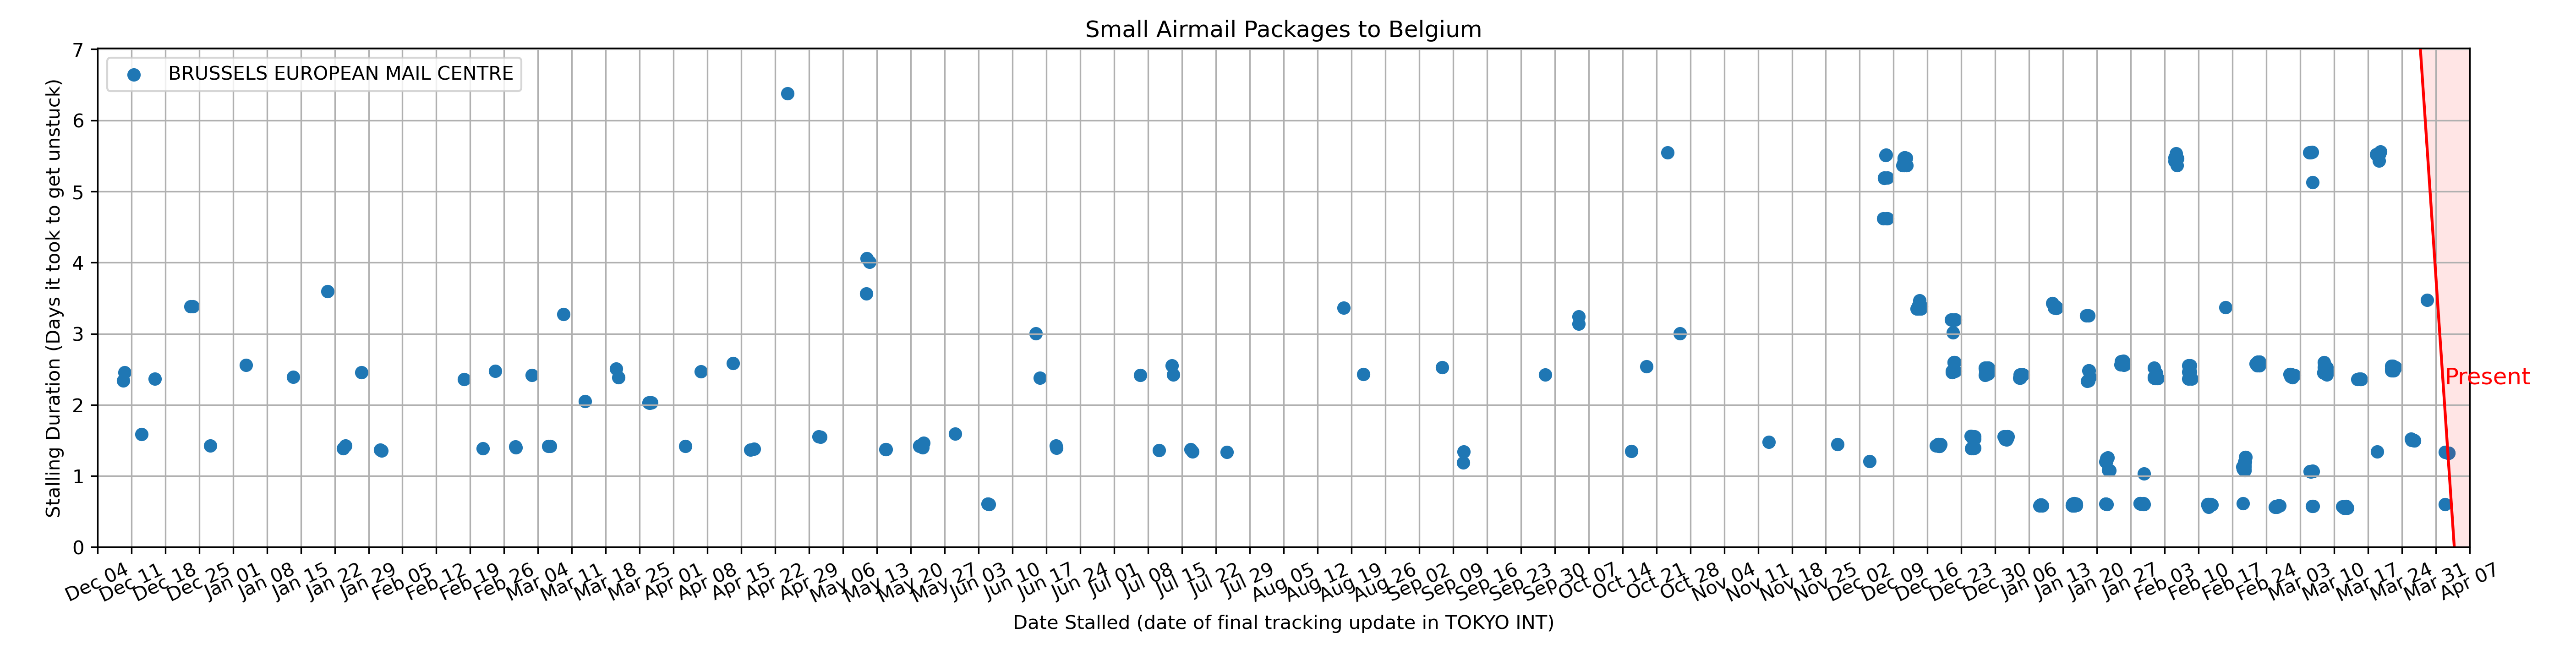 Small Airmail Packages to Belgium
BRUSSELS EUROPEAN MAIL CENTRE
Stalling Duration (Days it took to get unstuck)
7
6
5
4
3
2
1
0
Present
Dec 04 Dec 11 Dec 18 Dec 25 Jan 01 Jan 08 Jan 15 Jan 22 Jan 29 Feb 05 Feb 12 Feb 19 Feb 26 Mar 04 Mar 11 Mar 18 Mar 25 Apr 01 Apr 08 Apr 15 Apr 22 Apr 29 May 06 May 13 May 20 May 27 Jun 03 Jun 10 Jun 17 Jun 24 Jul 01 Jul 08 Jul 15 Jul 22 Jul 29 Aug 05 Aug 12 Aug 19 Aug 26 Sep 02 Sep 09 Sep 16 Sep 23 Sep 30 Oct 07 Oct 14 Oct 21 Oct 28 Nov 04 Nov 11 Nov 18 Nov 25 Dec 02 Dec 09 Dec 16 Dec 23 Dec 30 Jan 06 Jan 13 Jan 20 Jan 27 Feb 03 Feb 10 Feb 17 Feb 24 Mar 03 Mar 10 Mar 17 Mar 24 Mar 31 Apr 07
Date Stalled (date of final tracking update in TOKYO INT)